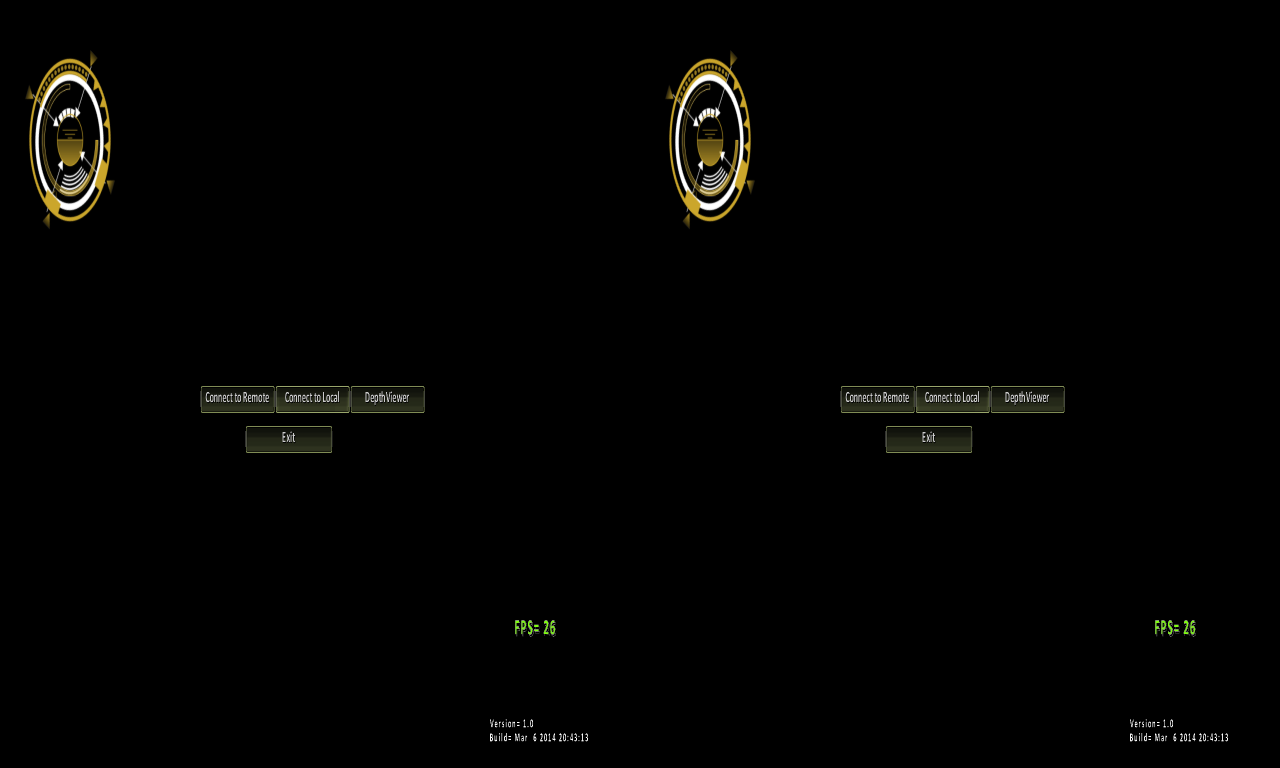 Connect to Remote Connect to Local DepthViewer Connect to Remote Connect to Local DepthViewer
Exit Exit
FPS= 26 FPS= 26
Version= 1.0 Version= 1.0
Build= Mar  6 2014 20:43:13 Build= Mar  6 2014 20:43:13